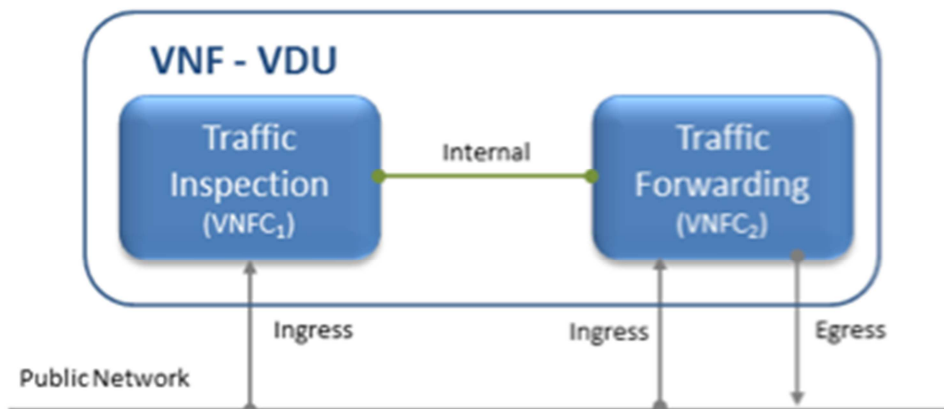 VNF - VDU
Traffic
Inspection
(VNFC₁)
Internal
Traffic
Forwarding
(VNFC₂)
Ingress
Ingress
Egress
Public Network